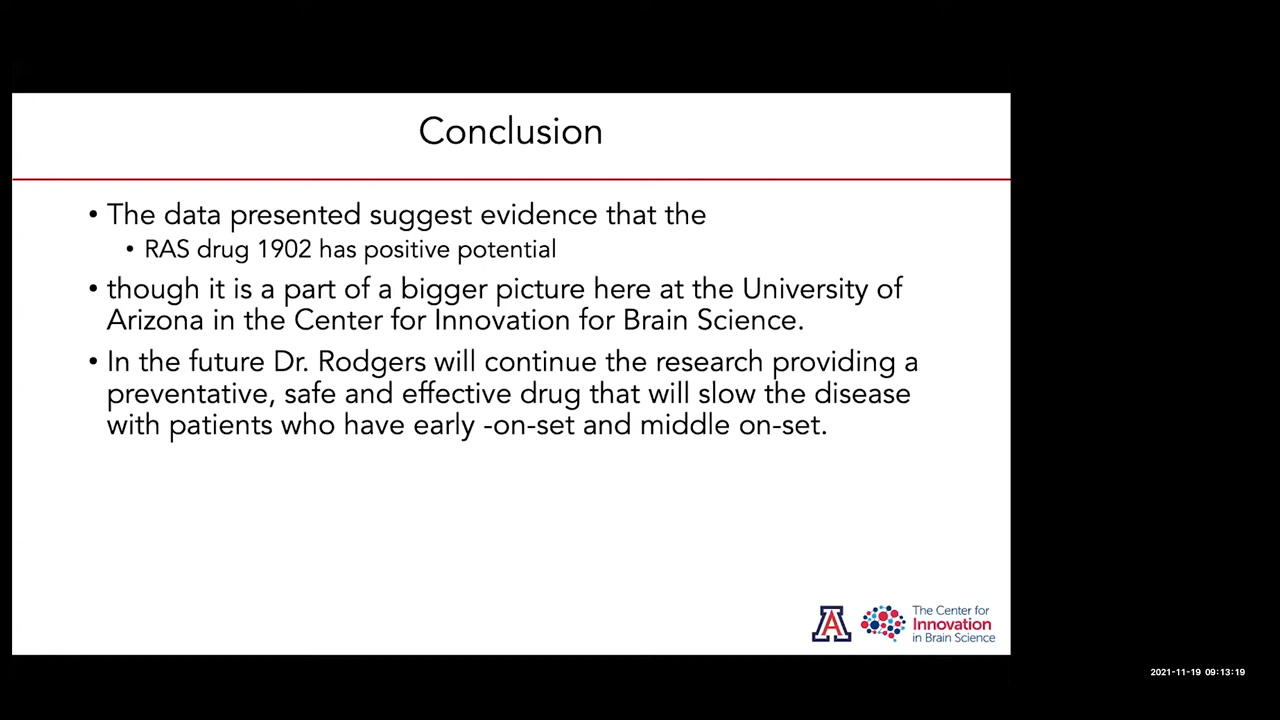 Conclusion
• The data presented suggest evidence that the
• RAS drug 1902 has positive potential
• though it is a part of a bigger picture here at the University of
Arizona in the Center for Innovation for Brain Science.
• In the future Dr. Rodgers will continue the research providing a
preventative, safe and effective drug that will slow the disease
with patients who have early -on-set and middle on-set.
A
The Center for
Innovation
in Brain Science
2021-11-19 09:13:19